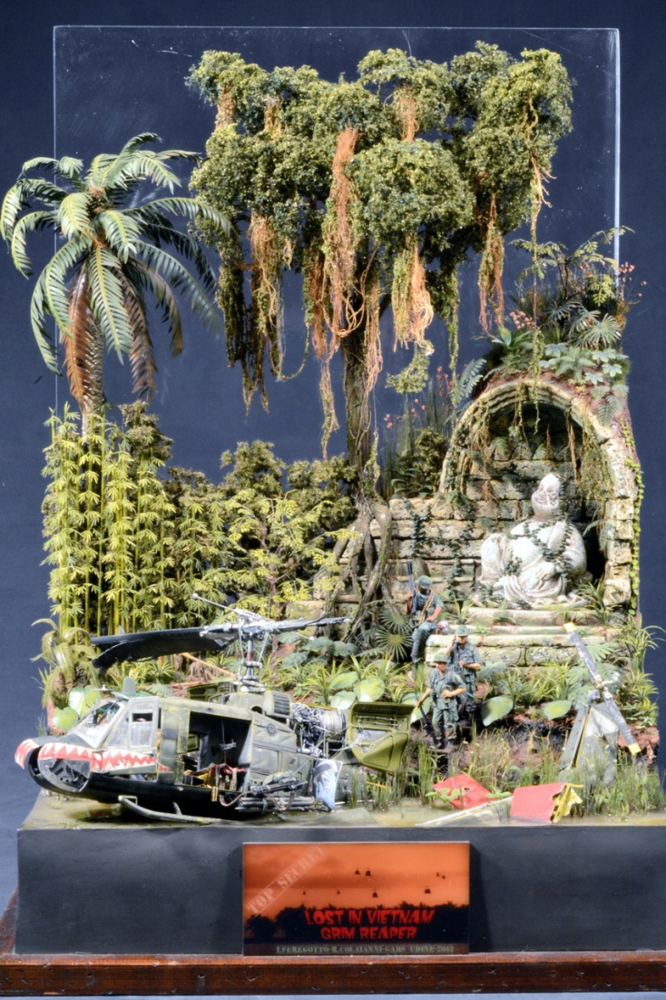 TOP SECRET
LOST IN VIETNAM
GRIM REAPER
I.FEREGOTTO-R.COLAIANNI-GAMS UDINE 2012